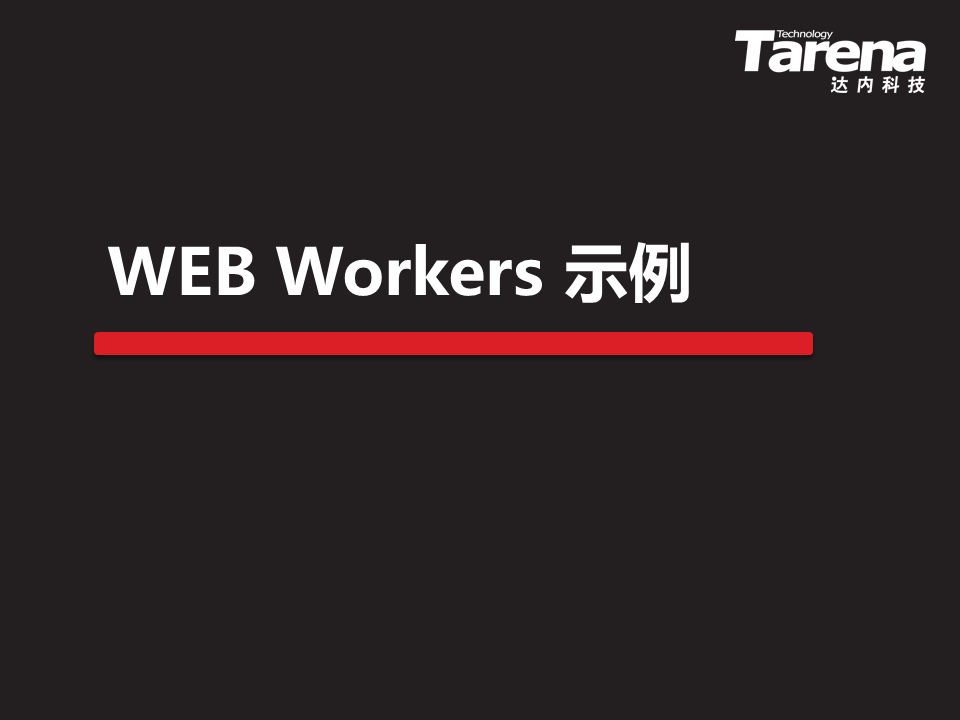 Technology
Tarena
达内科技
WEB Workers 示例